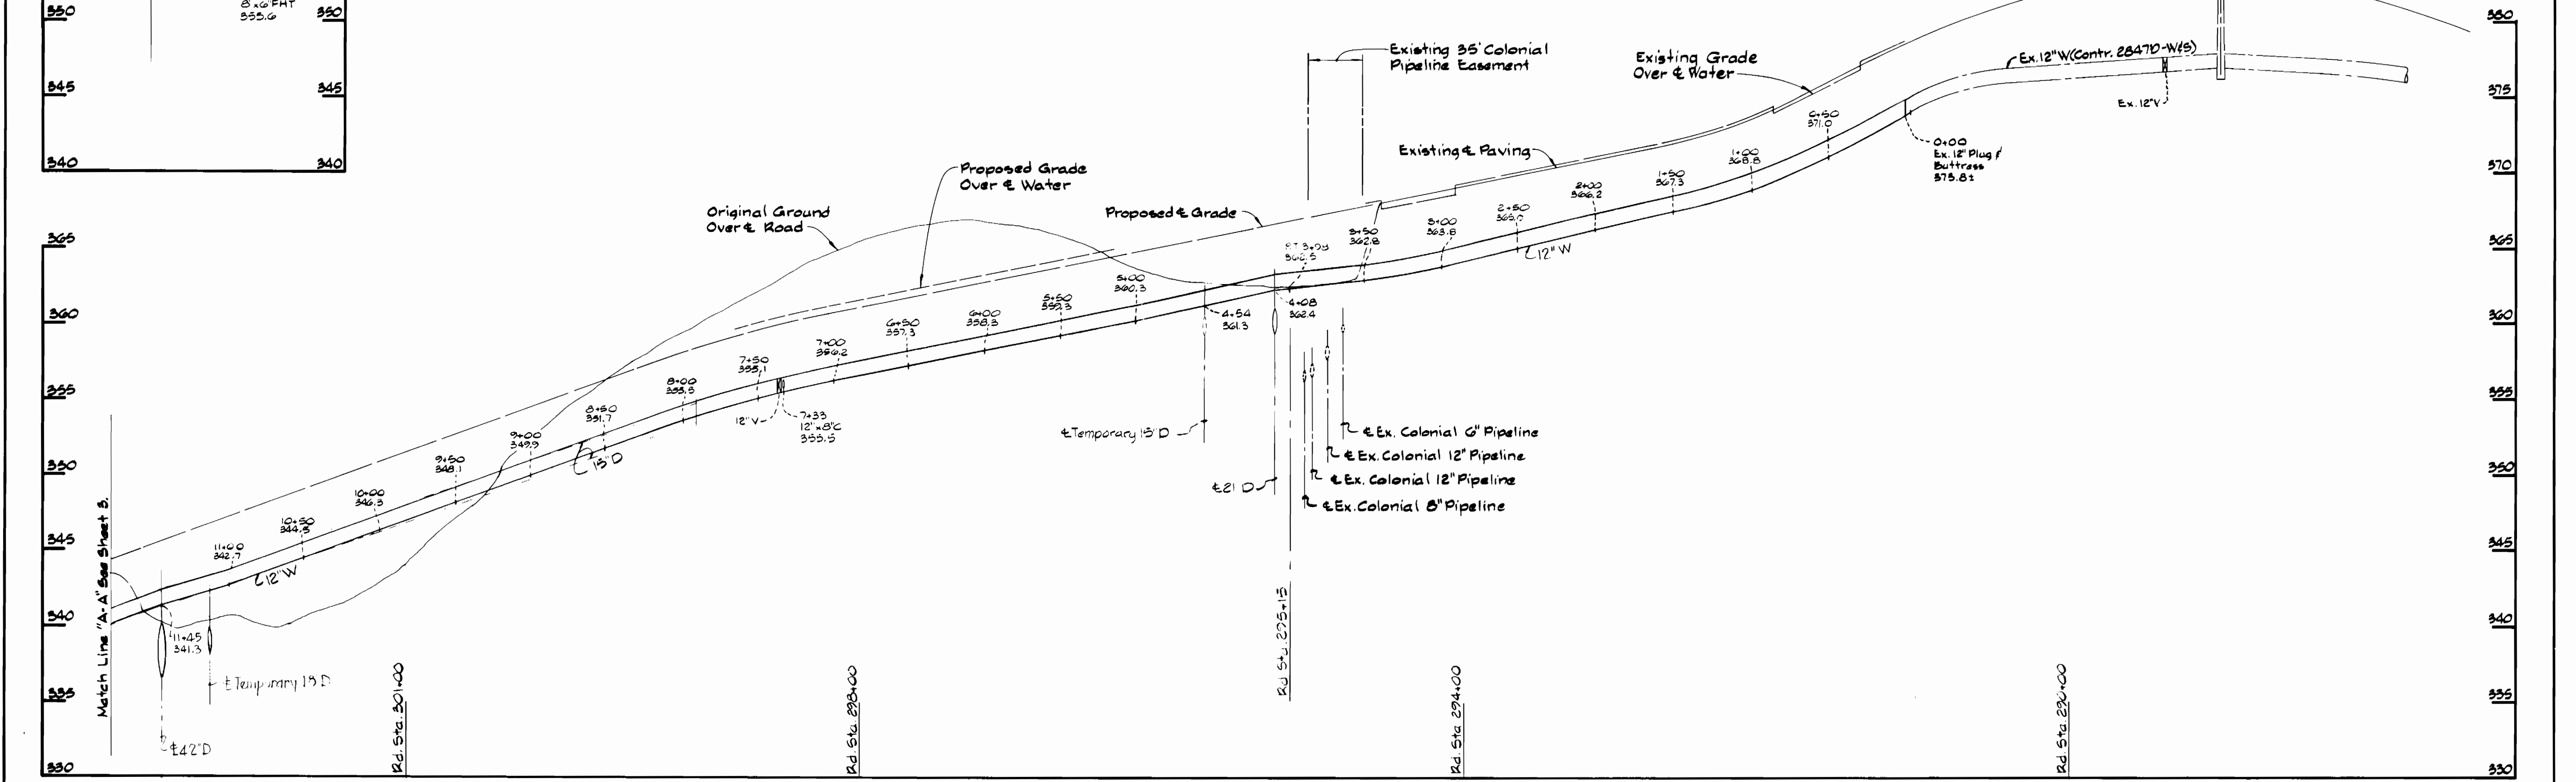 8"x6"FHT
355.6
350
345
340
350
345
340
380
375
370
365
360
355
350
345
340
335
330
365
360
355
350
345
340
335
330
Existing 35' Colonial
Pipeline Easement
Existing Grade
Over ℄ Water
Ex.12"W(Contr. 2847D-W&S)
Ex. 12"V
0+00
Ex. 12" Plug &
Buttress
373.8±
Existing ℄ Paving
Proposed Grade
Over ℄ Water
Original Ground
Over ℄ Road
Proposed ℄ Grade
0+50
371.0
1+00
368.8
1+50
367.3
2+00
366.2
2+50
365.0
3+00
363.8
3+50
362.8
362.5
12" W
4+08
362.4
4+54
361.3
5+00
360.3
5+50
359.3
6+00
358.3
6+50
357.3
7+00
356.2
7+50
355.1
12"V
7+33
12"x8"C
355.5
8+00
353.5
8+50
351.7
15"D
9+00
349.9
9+50
348.1
10+00
346.3
10+50
344.5
11+00
342.7
12"W
11+45
341.3
℄ Temporary 15"D
℄ 21" D
℄ Ex. Colonial 6" Pipeline
℄ Ex. Colonial 12" Pipeline
℄ Ex. Colonial 12" Pipeline
℄ Ex. Colonial 8" Pipeline
℄ Temporary 18" D
℄ 42"D
Match Line "A-A" See Sheet 3.
Rd. Sta. 301+00
Rd. Sta. 298+00
Rd Sta. 295+15
Rd. Sta 294+00
Rd. Sta 290+00